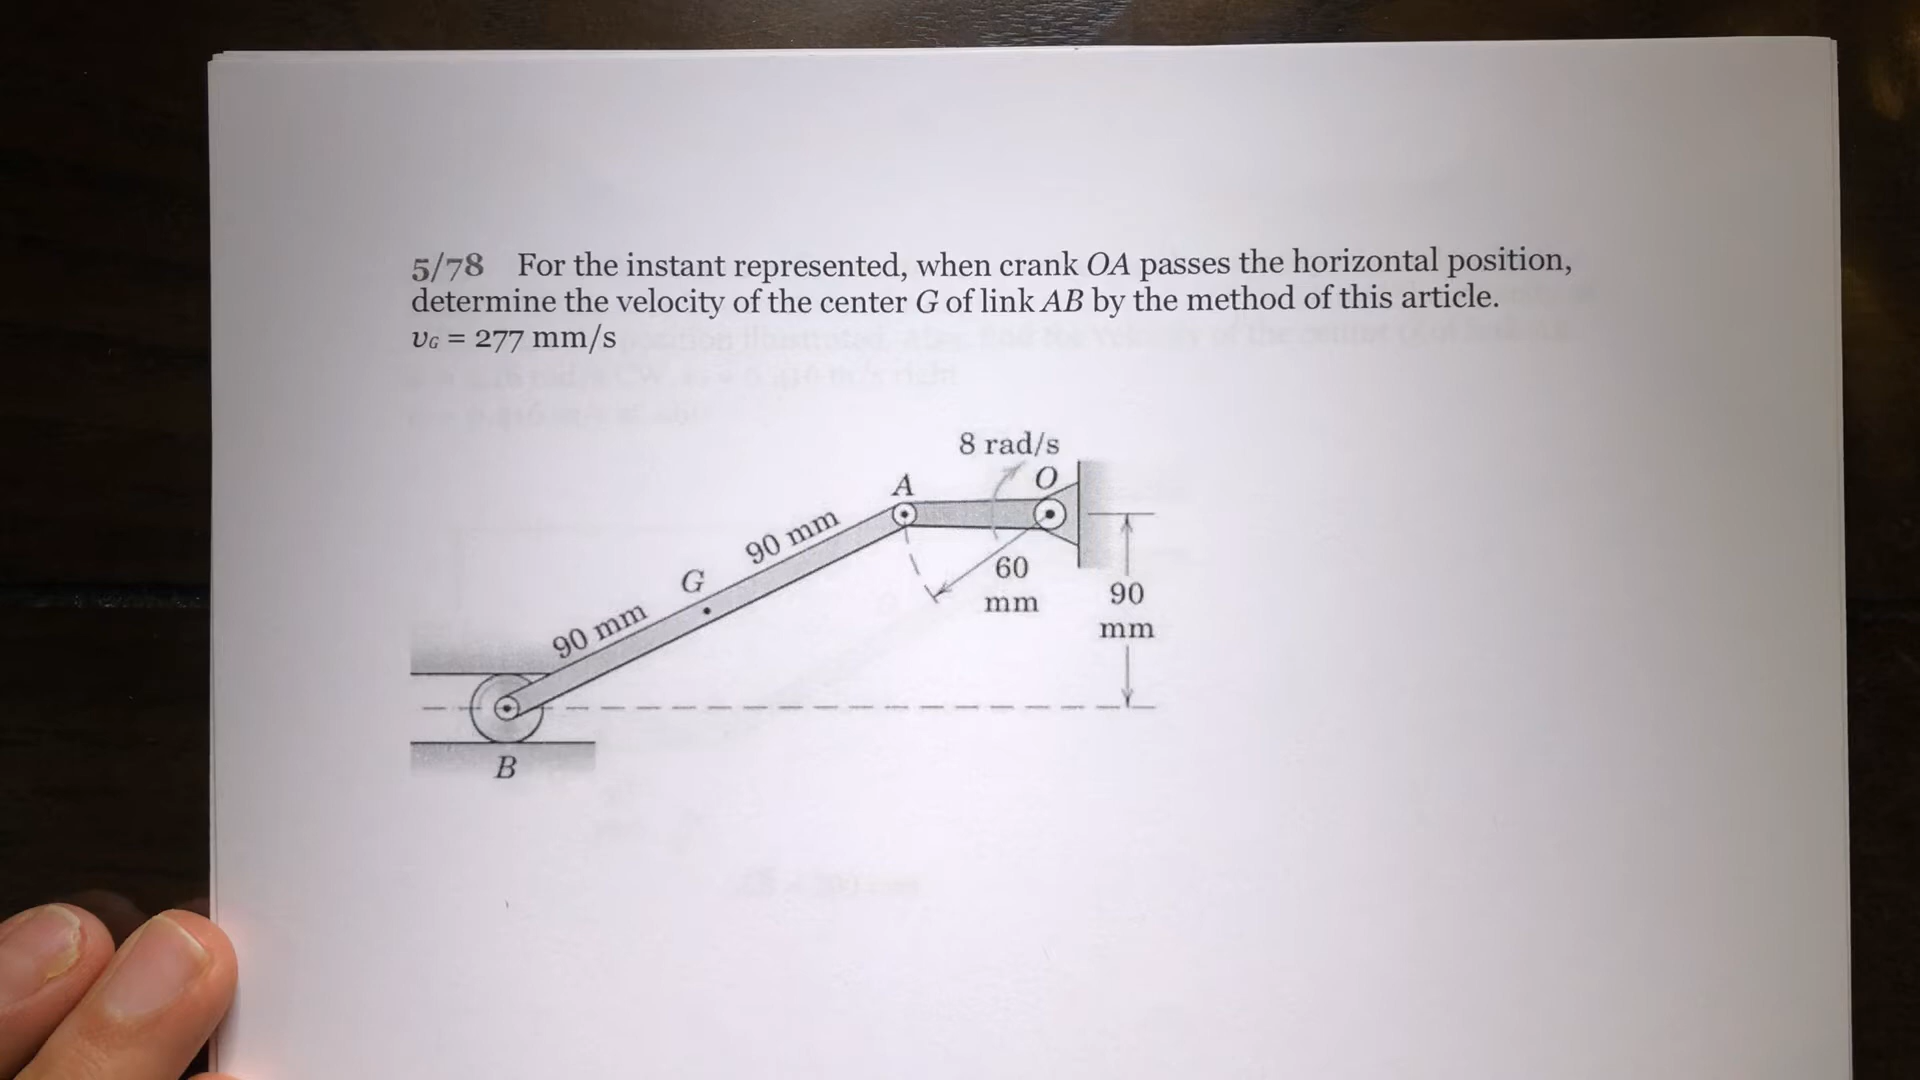 5/78 For the instant represented, when crank OA passes the horizontal position,
determine the velocity of the center G of link AB by the method of this article.
vG = 277 mm/s
8 rad/s
A
O
90 mm
G
60
mm
90
mm
90 mm
B